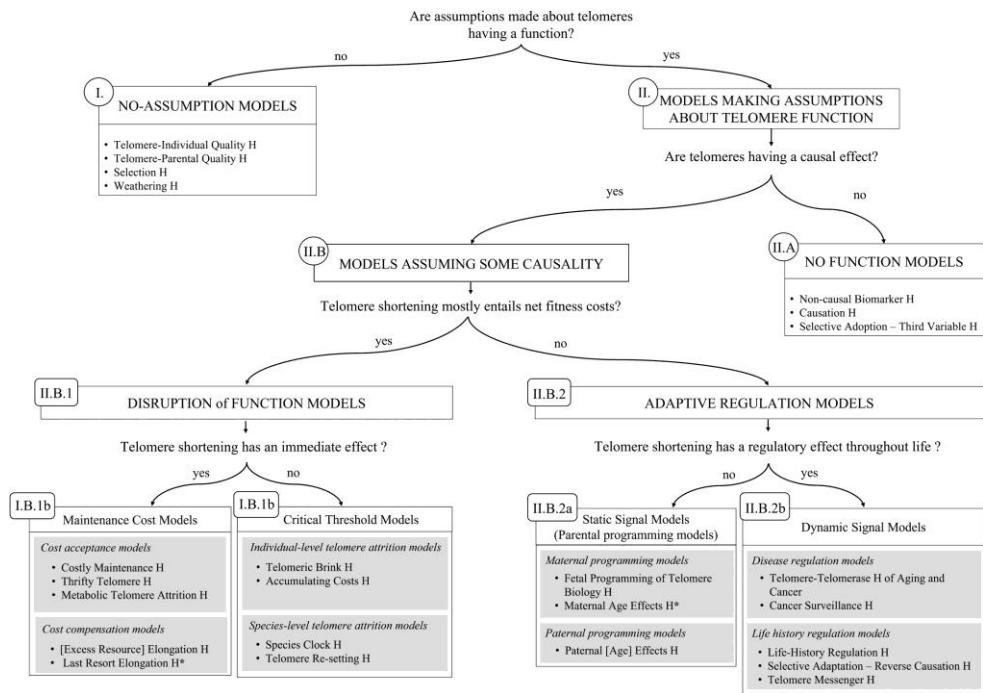 Are assumptions made about telomeres
having a function?
no
yes
I.
NO-ASSUMPTION MODELS
• Telomere-Individual Quality H
• Telomere-Parental Quality H
• Selection H
• Weathering H
II.
MODELS MAKING ASSUMPTIONS
ABOUT TELOMERE FUNCTION
Are telomeres having a causal effect?
yes
no
II.B
MODELS ASSUMING SOME CAUSALITY
II.A
NO FUNCTION MODELS
• Non-causal Biomarker H
• Causation H
• Selective Adoption – Third Variable H
Telomere shortening mostly entails net fitness costs?
yes
no
II.B.1
DISRUPTION of FUNCTION MODELS
II.B.2
ADAPTIVE REGULATION MODELS
Telomere shortening has an immediate effect ?
yes
no
Telomere shortening has a regulatory effect throughout life ?
no
yes
I.B.1b
Maintenance Cost Models
Cost acceptance models
• Costly Maintenance H
• Thrifty Telomere H
• Metabolic Telomere Attrition H
Cost compensation models
• [Excess Resource] Elongation H
• Last Resort Elongation H*
I.B.1b
Critical Threshold Models
Individual-level telomere attrition models
• Telomeric Brink H
• Accumulating Costs H
Species-level telomere attrition models
• Species Clock H
• Telomere Re-setting H
II.B.2a
Static Signal Models
(Parental programming models)
Maternal programming models
• Fetal Programming of Telomere
Biology H
• Maternal Age Effects H*
Paternal programming models
• Paternal [Age] Effects H
II.B.2b
Dynamic Signal Models
Disease regulation models
• Telomere-Telomerase H of Aging and
Cancer
• Cancer Surveillance H
Life history regulation models
• Life-History Regulation H
• Selective Adaptation – Reverse Causation H
• Telomere Messenger H